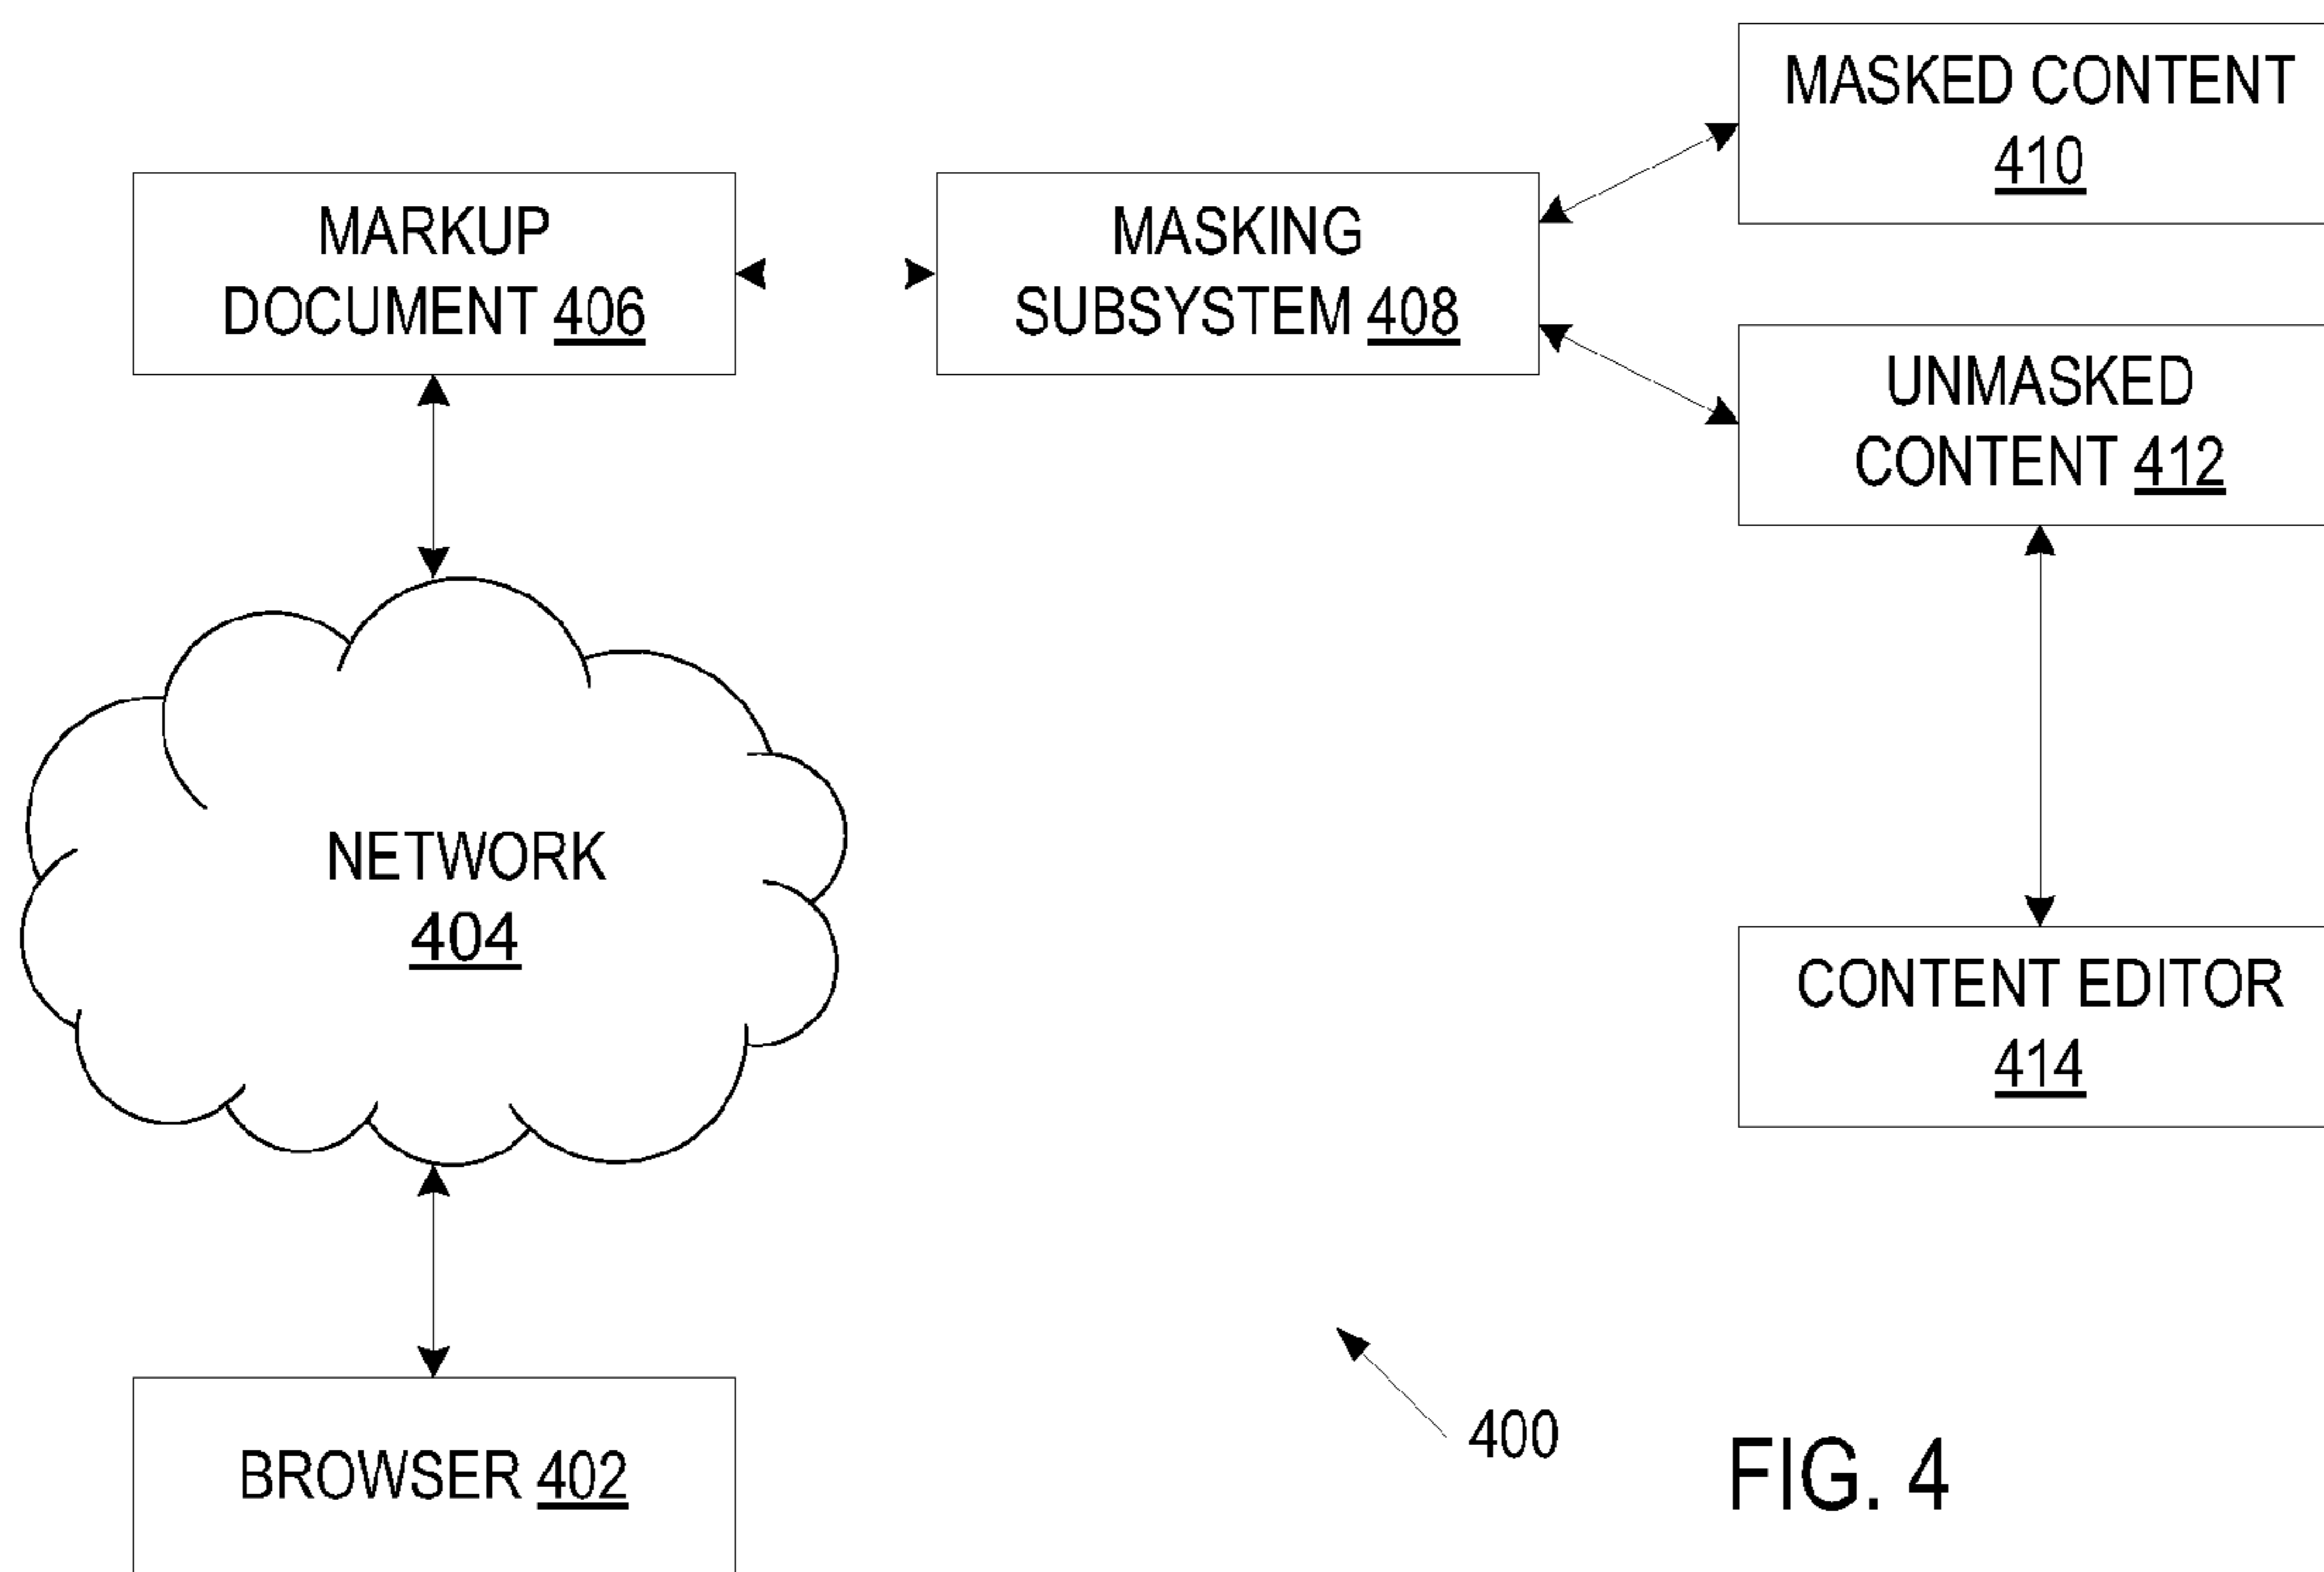 MASKED CONTENT
410
MARKUP
DOCUMENT 406
MASKING
SUBSYSTEM 408
UNMASKED
CONTENT 412
NETWORK
404
CONTENT EDITOR
414
BROWSER 402
400
FIG. 4